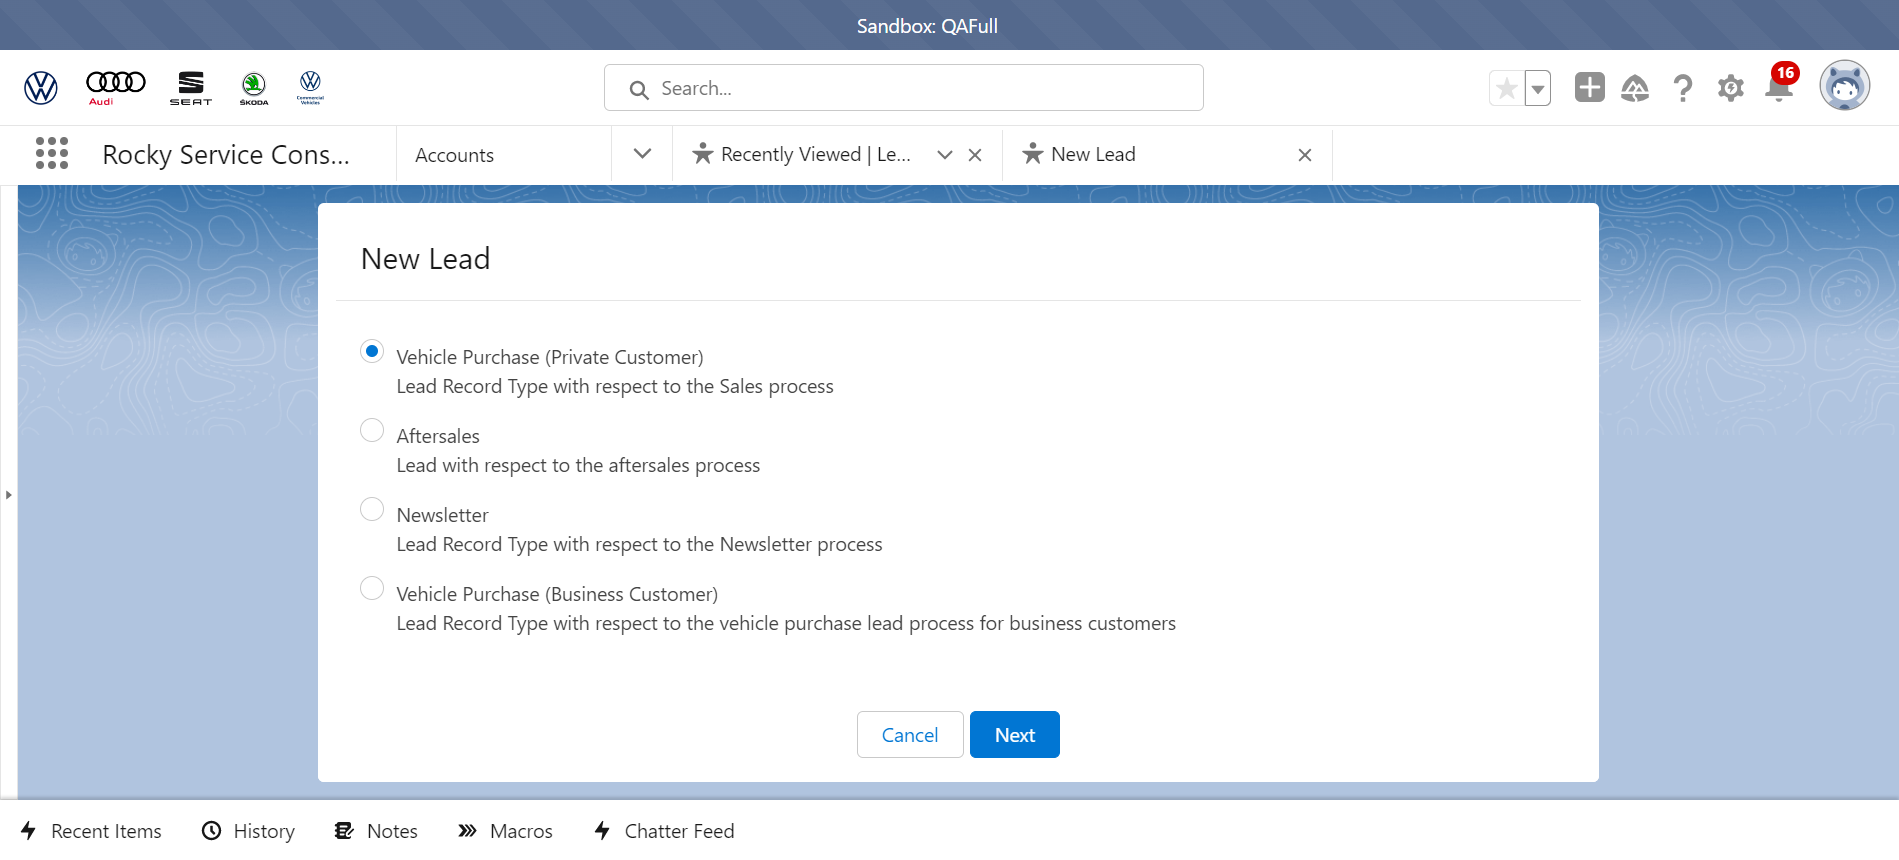 Sandbox: QAFull
Audi
SEAT
ŠKODA
Commercial
Vehicles
Search...
16
Rocky Service Cons...
Accounts
Recently Viewed | Le...
New Lead
New Lead
Vehicle Purchase (Private Customer)
Lead Record Type with respect to the Sales process
Aftersales
Lead with respect to the aftersales process
Newsletter
Lead Record Type with respect to the Newsletter process
Vehicle Purchase (Business Customer)
Lead Record Type with respect to the vehicle purchase lead process for business customers
Cancel
Next
Recent Items
History
Notes
Macros
Chatter Feed